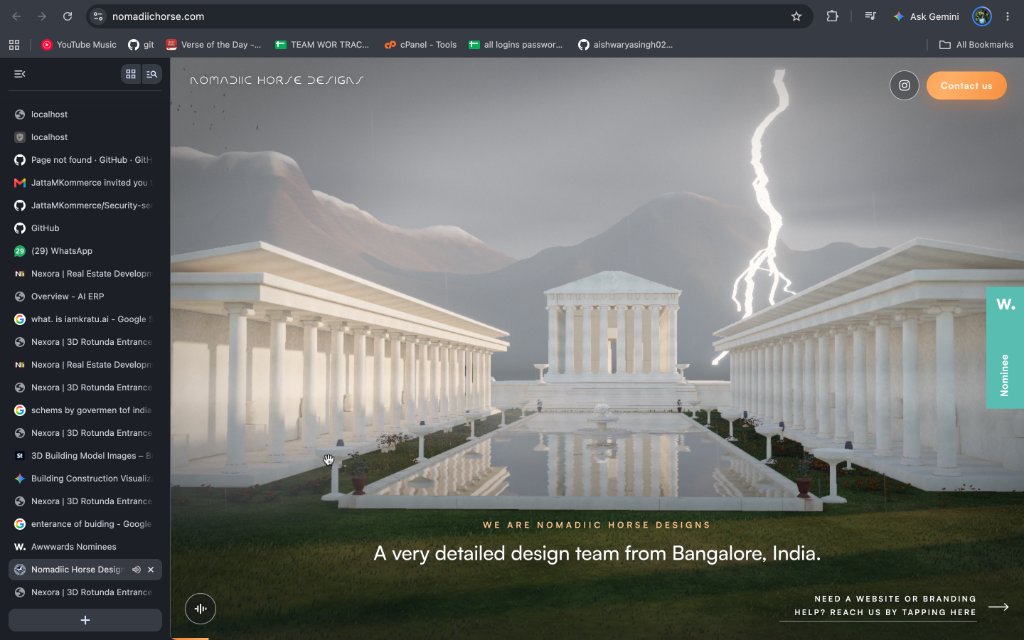 nomadiichorse.com
Ask Gemini
YouTube Music
git
Verse of the Day -...
TEAM WOR TRAC...
cPanel - Tools
all logins passwor...
aishwaryasingh02...
All Bookmarks
localhost
localhost
Page not found · GitHub · GitH
JattaMKommerce invited you
JattaMKommerce/Security-se
GitHub
29
(29) WhatsApp
Nexora | Real Estate Developm
Overview - AI ERP
what. is iamkratu.ai - Google
Nexora | 3D Rotunda Entrance
Nexora | Real Estate Developm
Nexora | 3D Rotunda Entrance
schems by governmen tof india
Nexora | 3D Rotunda Entrance
3D Building Model Images – B
Building Construction Visualiz
Nexora | 3D Rotunda Entrance
enterance of buiding - Google
W. Awwwards Nominees
Nomadiic Horse Design
Nexora | 3D Rotunda Entrance
NOMADIIC HORSE DESIGNS
Contact us
W.
Nominee
WE ARE NOMADIIC HORSE DESIGNS
A very detailed design team from Bangalore, India.
NEED A WEBSITE OR BRANDING
HELP? REACH US BY TAPPING HERE